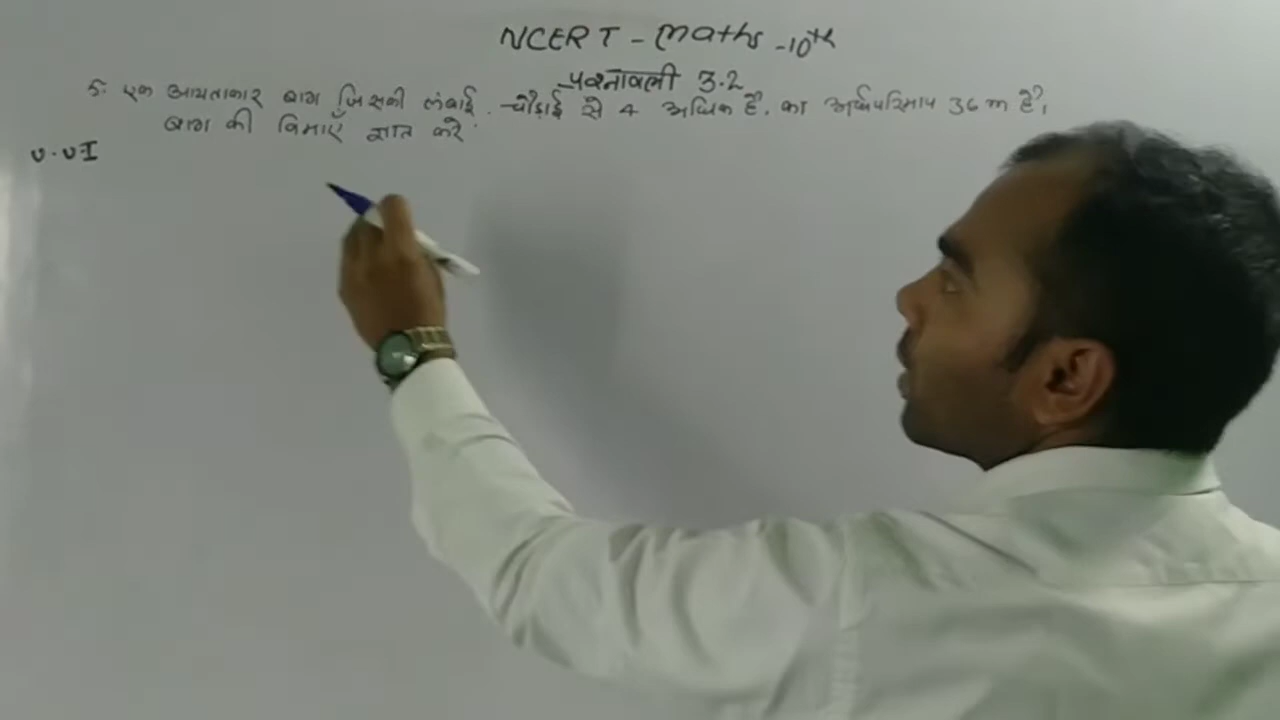 NCERT - Maths - 10th
प्रश्नावली 3.2
5. एक आयताकार बाग जिसकी लंबाई, चौड़ाई से 4 अधिक है, का अर्धपरिमाप 36 m है,
बाग की विमाएँ ज्ञात करे.
V.V.I